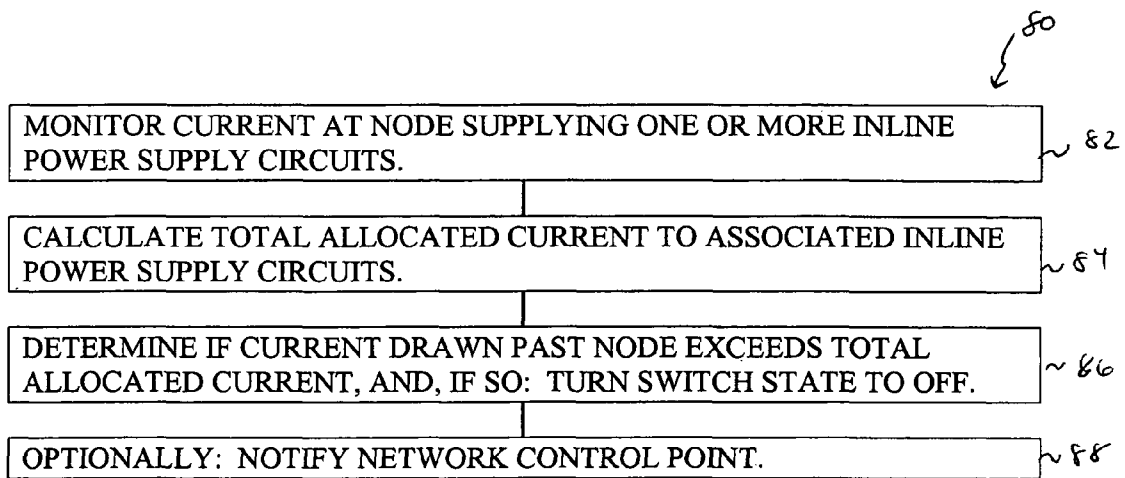 80
MONITOR CURRENT AT NODE SUPPLYING ONE OR MORE INLINE
POWER SUPPLY CIRCUITS.
82
CALCULATE TOTAL ALLOCATED CURRENT TO ASSOCIATED INLINE
POWER SUPPLY CIRCUITS.
84
DETERMINE IF CURRENT DRAWN PAST NODE EXCEEDS TOTAL
ALLOCATED CURRENT, AND, IF SO: TURN SWITCH STATE TO OFF.
86
OPTIONALLY: NOTIFY NETWORK CONTROL POINT.
88